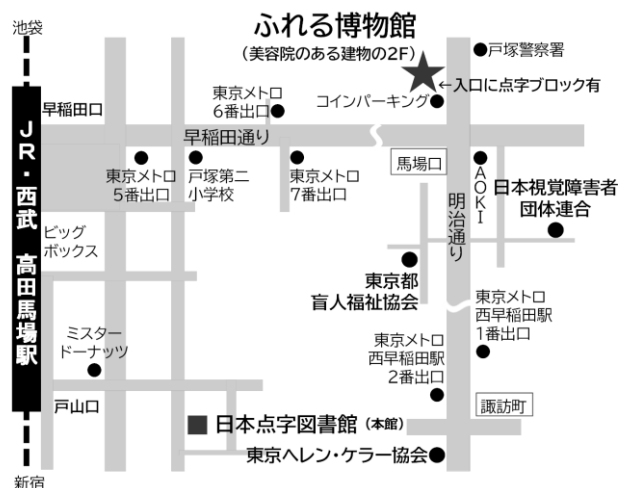 池袋
ふれる博物館
(美容院のある建物の2F)
戸塚警察署
←入口に点字ブロック有
東京メトロ
6番出口
コインパーキング
早稲田口
早稲田通り
JR・西武 高田馬場駅
東京メトロ
5番出口
戸塚第二
小学校
東京メトロ
7番出口
馬場口
AOKI
日本視覚障害者
団体連合
明治通り
ビッグ
ボックス
東京都
盲人福祉協会
東京メトロ
西早稲田駅
1番出口
ミスター
ドーナッツ
東京メトロ
西早稲田駅
2番出口
戸山口
諏訪町
日本点字図書館 (本館)
東京ヘレン・ケラー協会
新宿